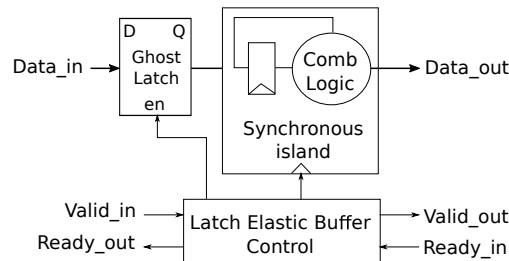 D Q
Ghost
Latch
en
Data_in
Comb
Logic
Data_out
Synchronous
island
Valid_in
Ready_out
Latch Elastic Buffer
Control
Valid_out
Ready_in